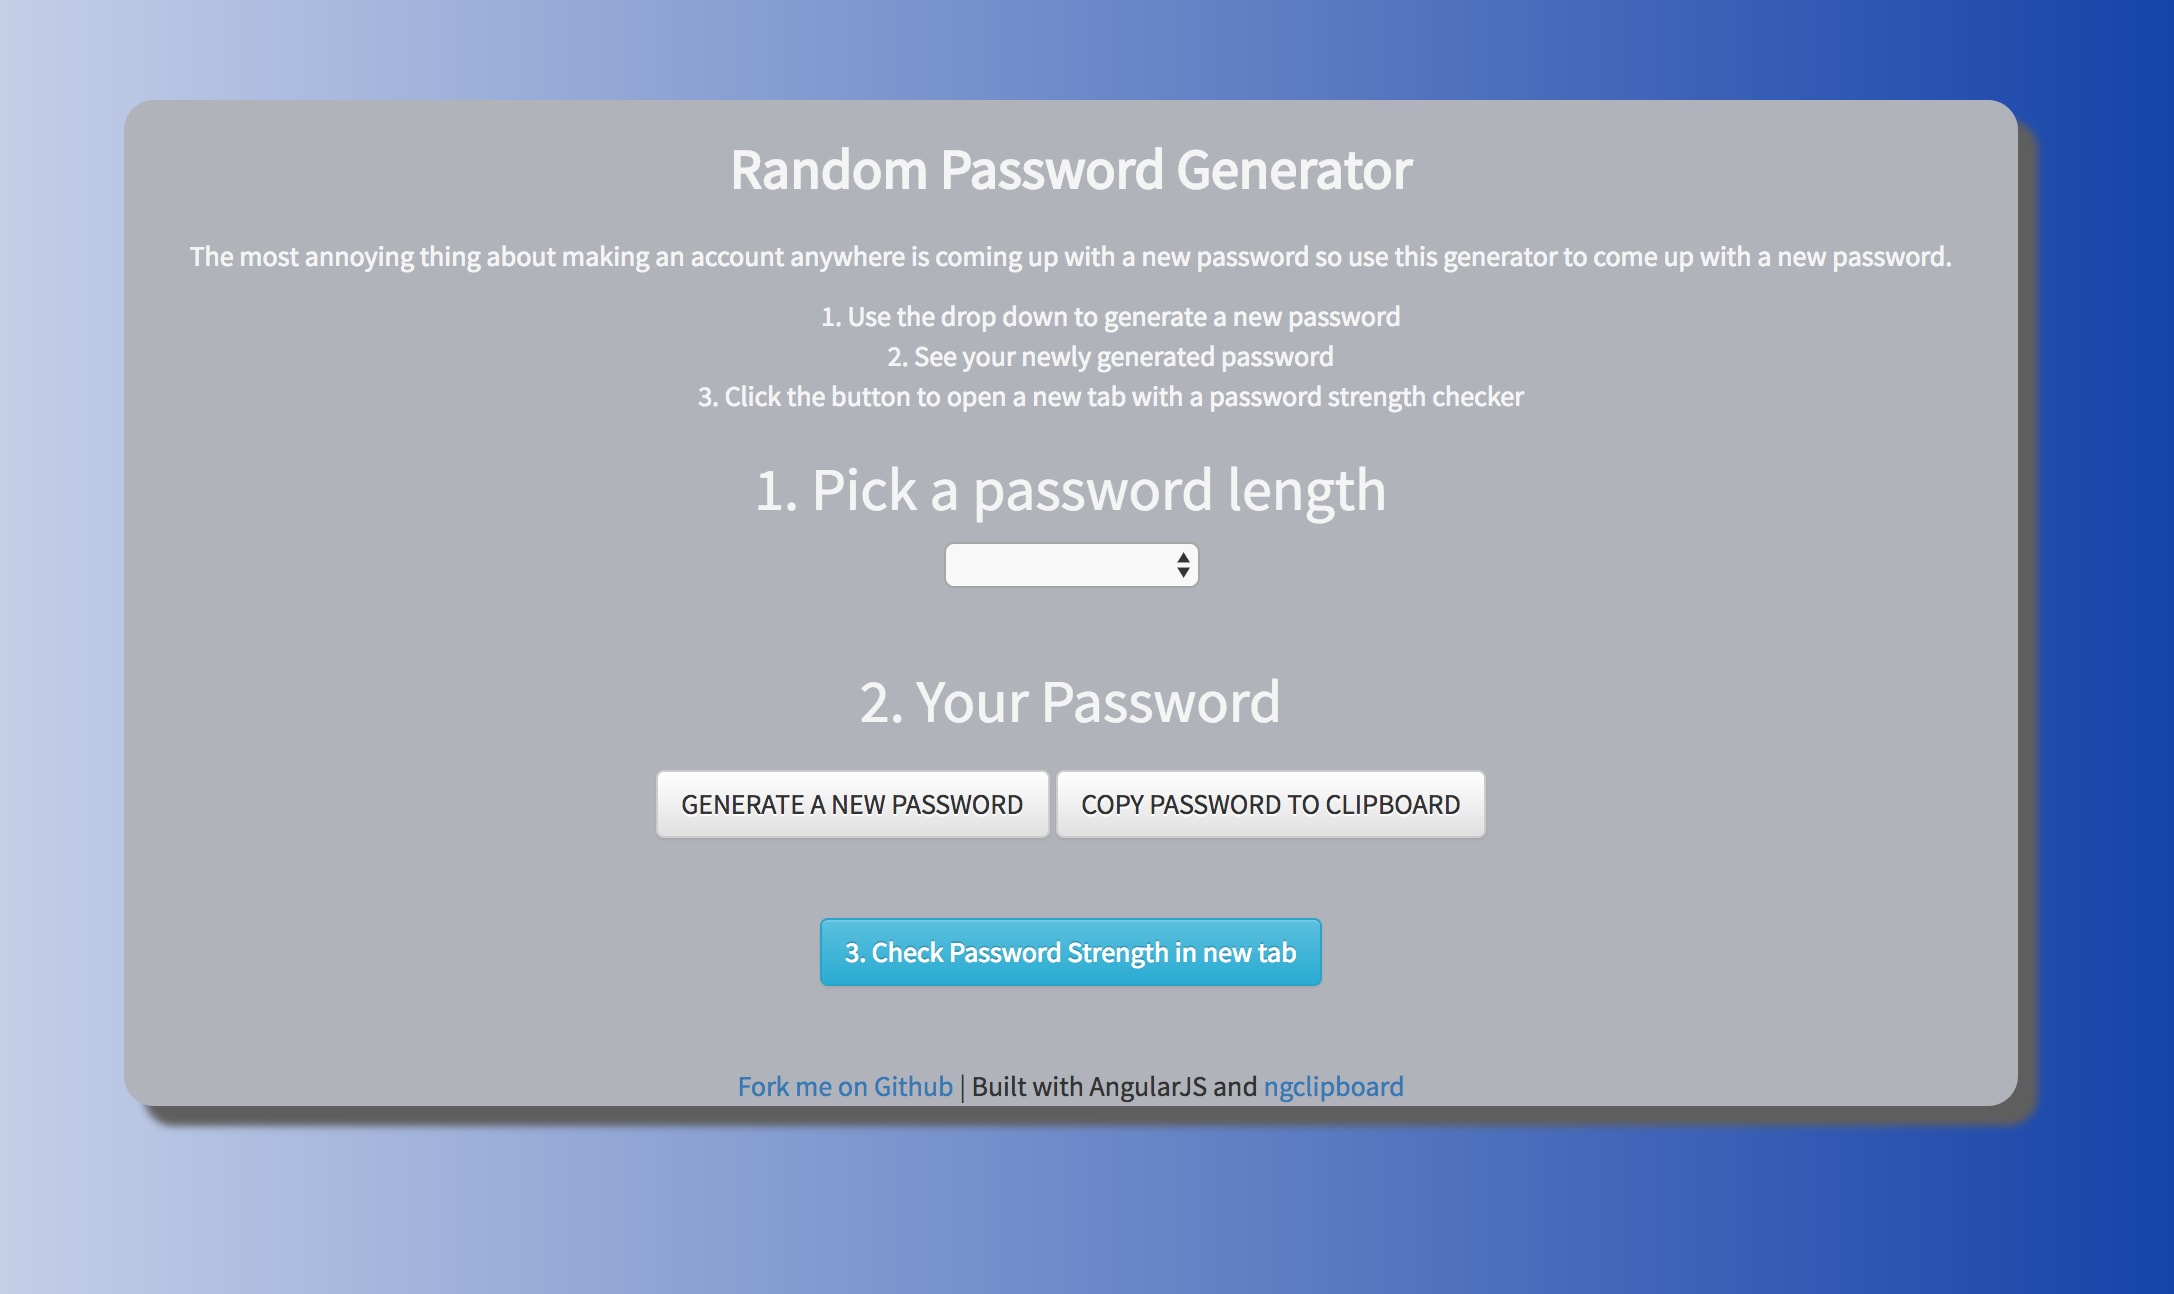 Random Password Generator
The most annoying thing about making an account anywhere is coming up with a new password so use this generator to come up with a new password.
1. Use the drop down to generate a new password
2. See your newly generated password
3. Click the button to open a new tab with a password strength checker
1. Pick a password length
2. Your Password
GENERATE A NEW PASSWORD COPY PASSWORD TO CLIPBOARD
3. Check Password Strength in new tab
Fork me on Github | Built with AngularJS and ngclipboard